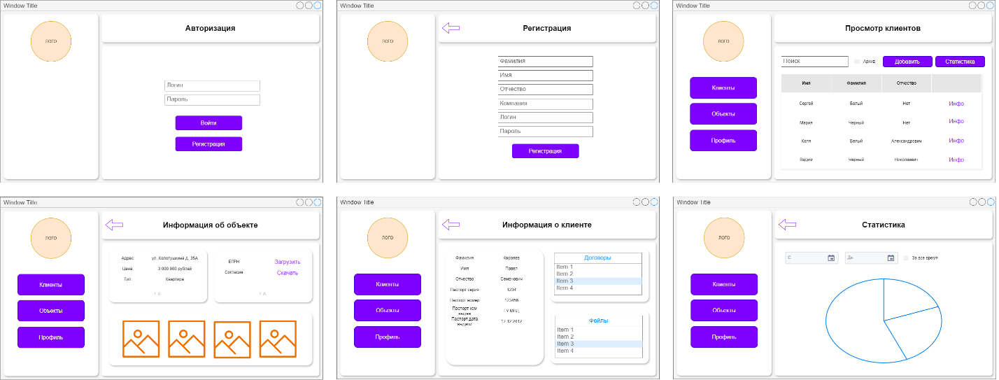 Window Title
ЛОГО
Авторизация
Логин
Пароль
Войти
Регистрация
Window Title
ЛОГО
Регистрация
Фамилия
Имя
Отчество
Компания
Логин
Пароль
Регистрация
Window Title
ЛОГО
Клиенты
Объекты
Профиль
Просмотр клиентов
Поиск Архив Добавить Статистика
Имя Фамилия Отчество
Сергей Белый Нет Инфо
Мария Черный Нет Инфо
Коля Белый Александрович Инфо
Вадим Черный Николаевич Инфо
Window Title
ЛОГО
Клиенты
Объекты
Профиль
Информация об объекте
Адрес: ул. Колотушкина д. 35А
Цена: 3 000 000 рублей
Тип: Квартира
т. д.
ЕГРН Загрузить
Согласие Скачать
т. д.
Window Title
ЛОГО
Клиенты
Объекты
Профиль
Информация о клиенте
Фамилия Королев
Имя Павел
Отчество Семенович
Паспорт серия 1234
Паспорт номер 123456
Паспорт кем
выдан ГУ МВД
Паспорт дата
выдачи 12.12.2012
Договоры
Item 1
Item 2
Item 3
Item 4
Файлы
Item 1
Item 2
Item 3
Item 4
Window Title
ЛОГО
Клиенты
Объекты
Профиль
Статистика
С До За все время